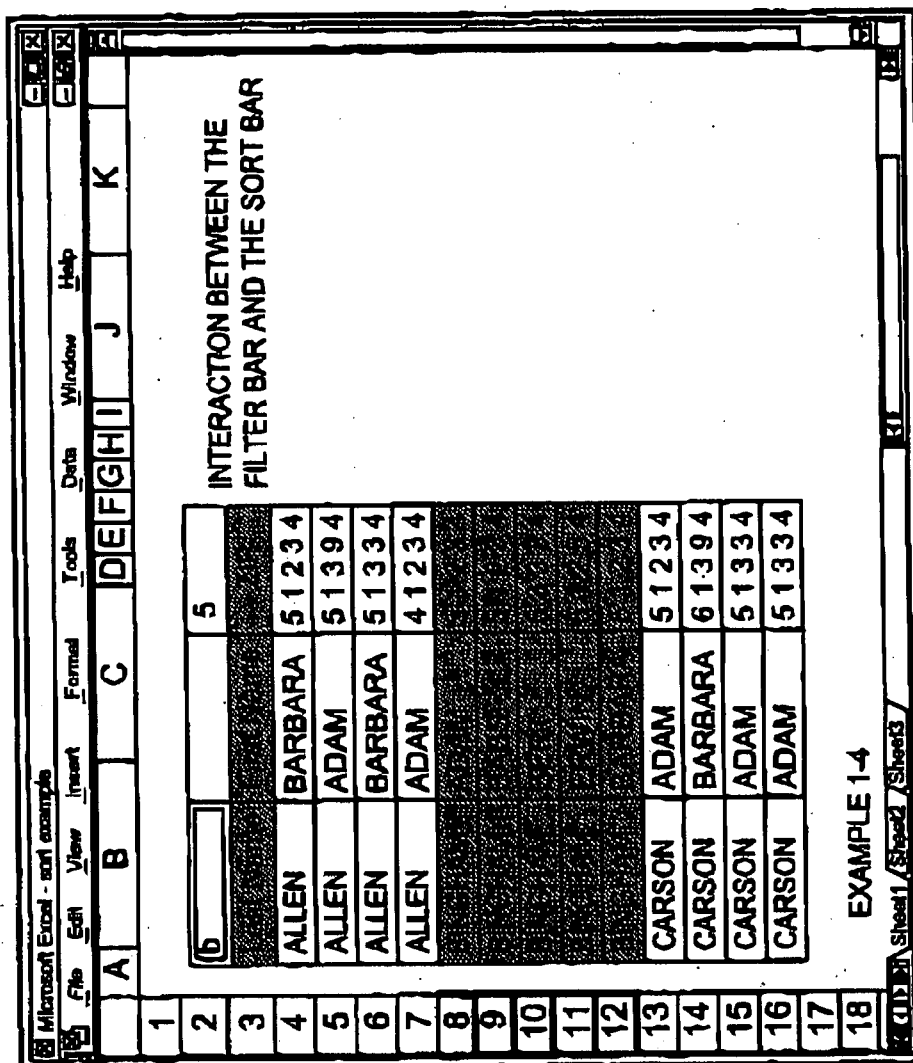 Microsoft Excel - sort example
File Edit View Insert Format Tools Data Window Help
A B C D E F G H I J K
1
2 b 5
3
4 ALLEN BARBARA 5 1 2 3 4
5 ALLEN ADAM 5 1 3 9 4
6 ALLEN BARBARA 5 1 3 3 4
7 ALLEN ADAM 4 1 2 3 4
8
9
10
11
12
13 CARSON ADAM 5 1 2 3 4
14 CARSON BARBARA 6 1 3 9 4
15 CARSON ADAM 5 1 3 3 4
16 CARSON ADAM 5 1 3 3 4
17
18
INTERACTION BETWEEN THE
FILTER BAR AND THE SORT BAR
EXAMPLE 1-4
Sheet1 / Sheet2 / Sheet3